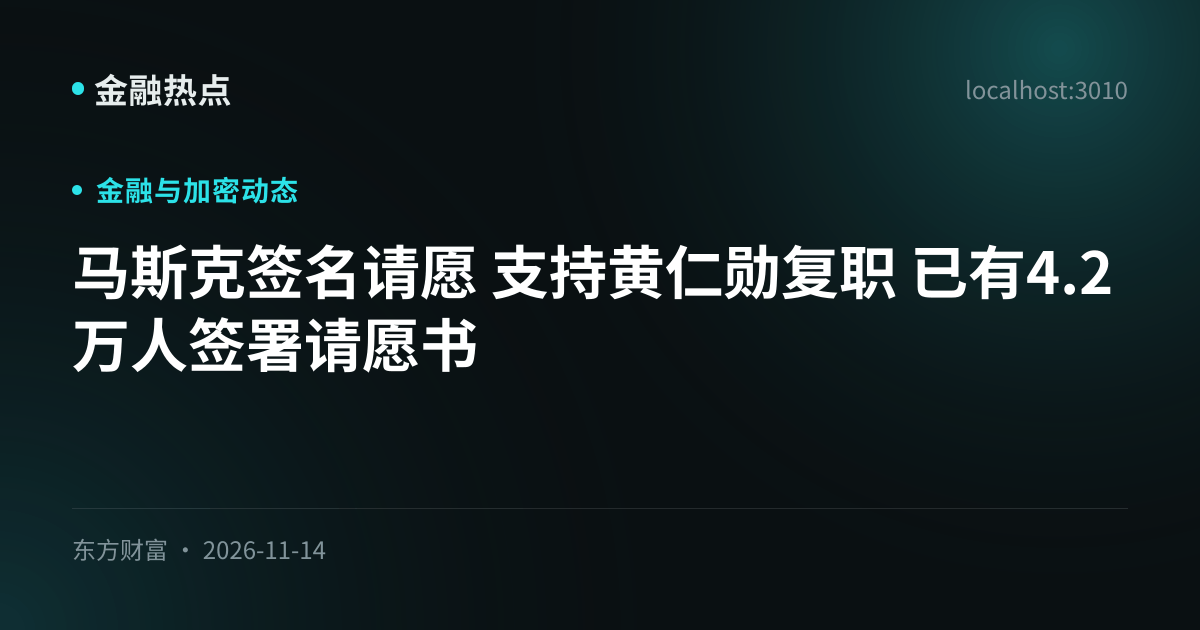 金融热点
localhost:3010
金融与加密动态
马斯克签名请愿 支持黄仁勋复职 已有4.2
万人签署请愿书
东方财富 · 2026-11-14